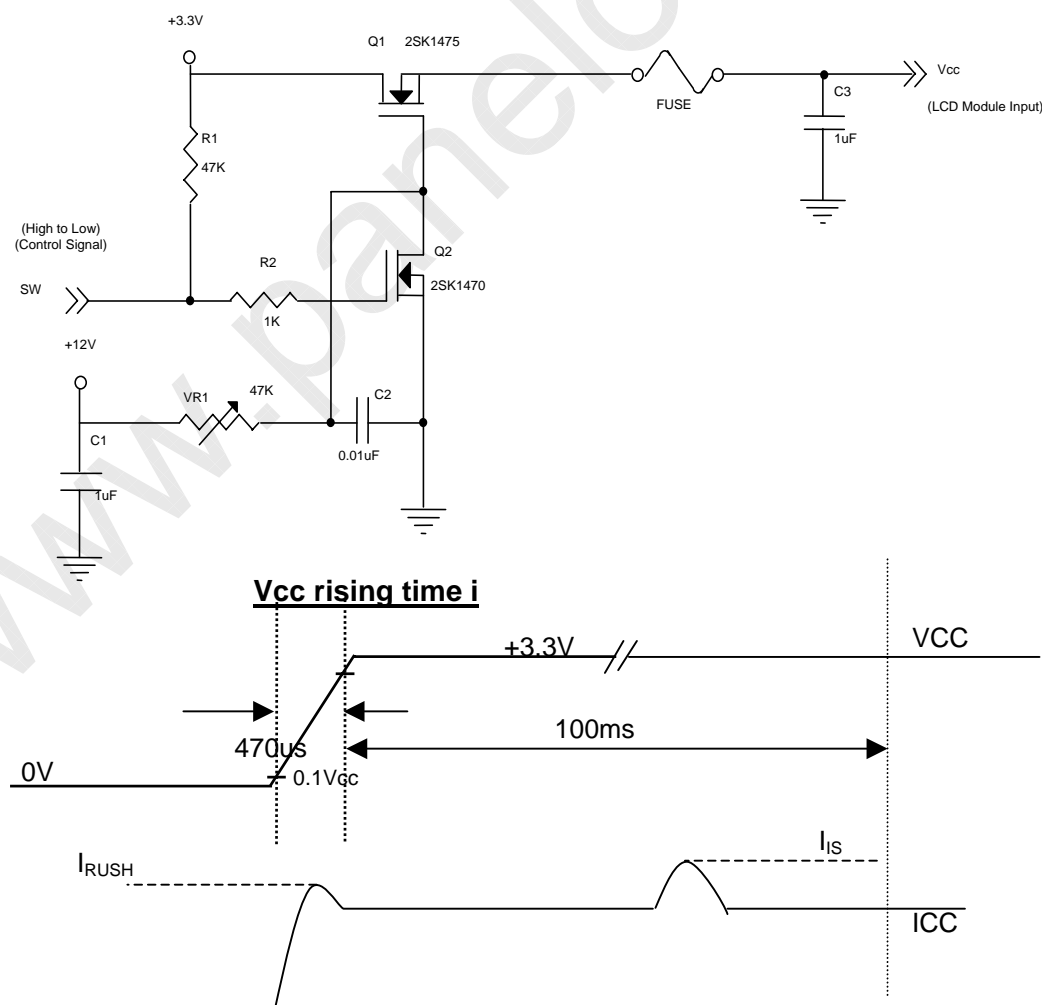 +3.3V
Q1 2SK1475
Vcc
FUSE
C3
(LCD Module Input)
R1
47K
1uF
(High to Low)
(Control Signal)
Q2
R2
2SK1470
SW
1K
+12V
VR1
47K
C2
C1
0.01uF
1uF
Vcc rising time i
+3.3V
VCC
470us
100ms
0V
0.1Vcc
IRUSH
IIS
ICC
www.panelo